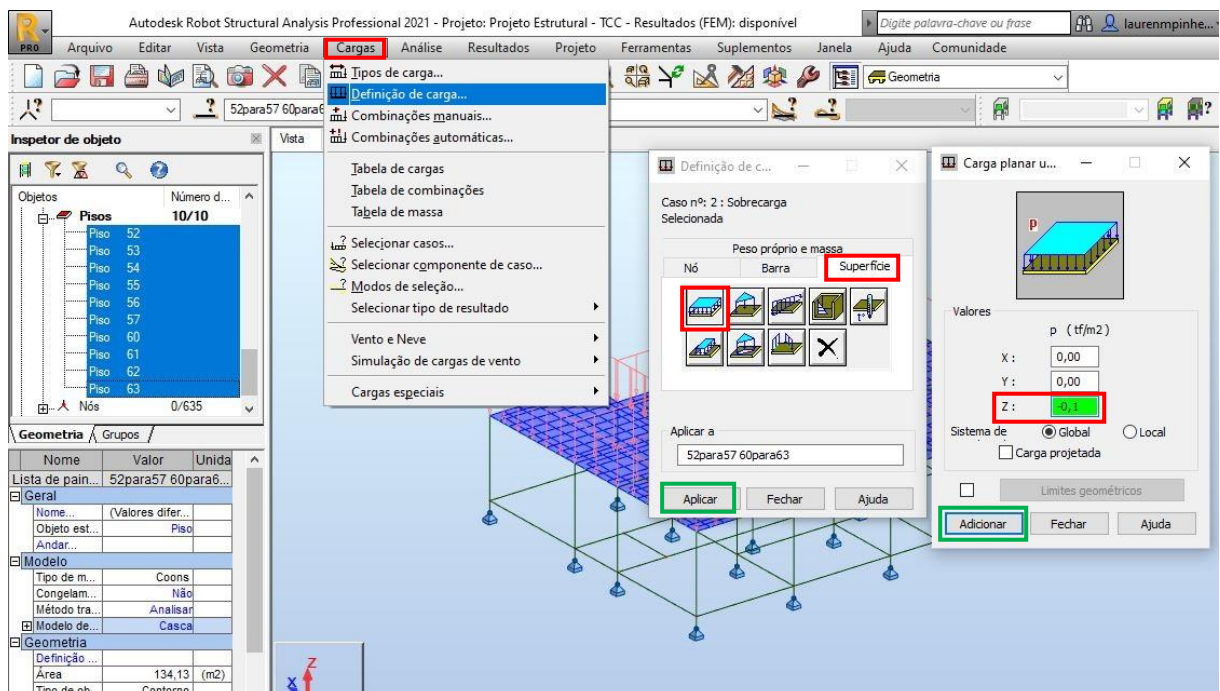 Autodesk Robot Structural Analysis Professional 2021 - Projeto: Projeto Estrutural - TCC - Resultados (FEM): disponível
Digite palavra-chave ou frase
laurenmpinhe...
PRO
Arquivo Editar Vista Geometria Cargas Análise Resultados Projeto Ferramentas Suplementos Janela Ajuda Comunidade
Geometria
52para57 60para6
Tipos de carga...
Definição de carga...
Combinações manuais...
Combinações automáticas...
Tabela de cargas
Tabela de combinações
Tabela de massa
Selecionar casos...
Selecionar componente de caso...
Modos de seleção...
Selecionar tipo de resultado
Vento e Neve
Simulação de cargas de vento
Cargas especiais
Inspetor de objeto
Vista
Objetos Número d...
Pisos 10/10
Piso 52
Piso 53
Piso 54
Piso 55
Piso 56
Piso 57
Piso 60
Piso 61
Piso 62
Piso 63
Nós 0/635
Geometria Grupos
Nome Valor Unida
Lista de pain... 52para57 60para6...
Geral
Nome... (Valores difer...
Objeto est... Piso
Andar...
Modelo
Tipo de m... Coons
Congelam... Não
Método tra... Analisar
Modelo de... Casca
Geometria
Definição ...
Área 134,13 (m2)
Tipo de ob... Contorno
Definição de c...
Caso nº: 2 : Sobrecarga
Selecionada
Peso próprio e massa
Nó Barra Superfície
Aplicar a
52para57 60para63
Aplicar Fechar Ajuda
Carga planar u...
P
Valores
p (tf/m2)
X : 0,00
Y : 0,00
Z : -0,1
Sistema de Global Local
Carga projetada
Limites geométricos
Adicionar Fechar Ajuda
Z
X